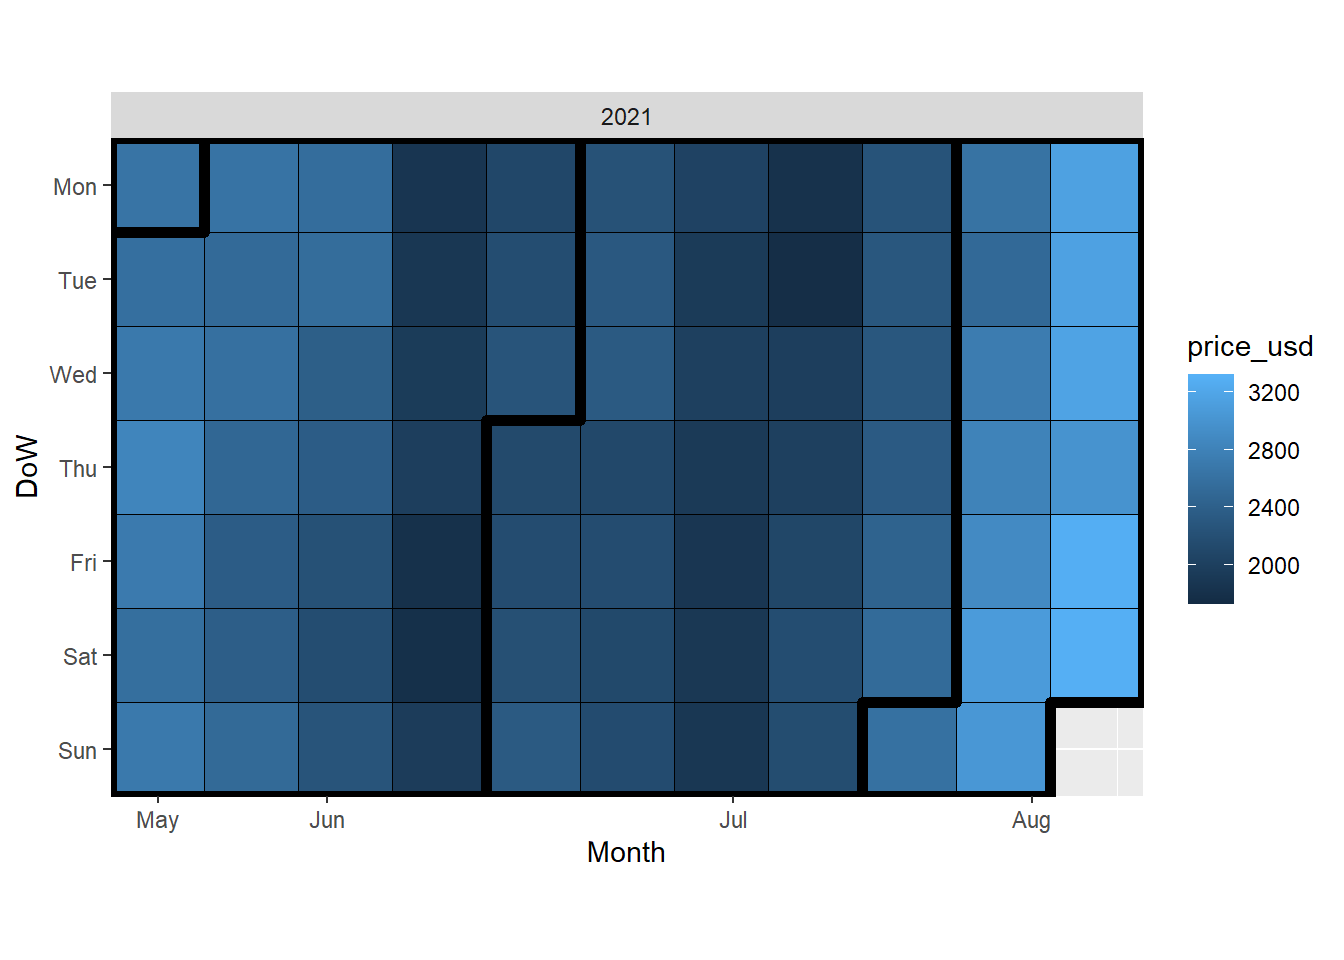 2021
Mon
Tue
Wed
Thu
Fri
Sat
Sun
DoW
May Jun Jul Aug
Month
price_usd
3200
2800
2400
2000